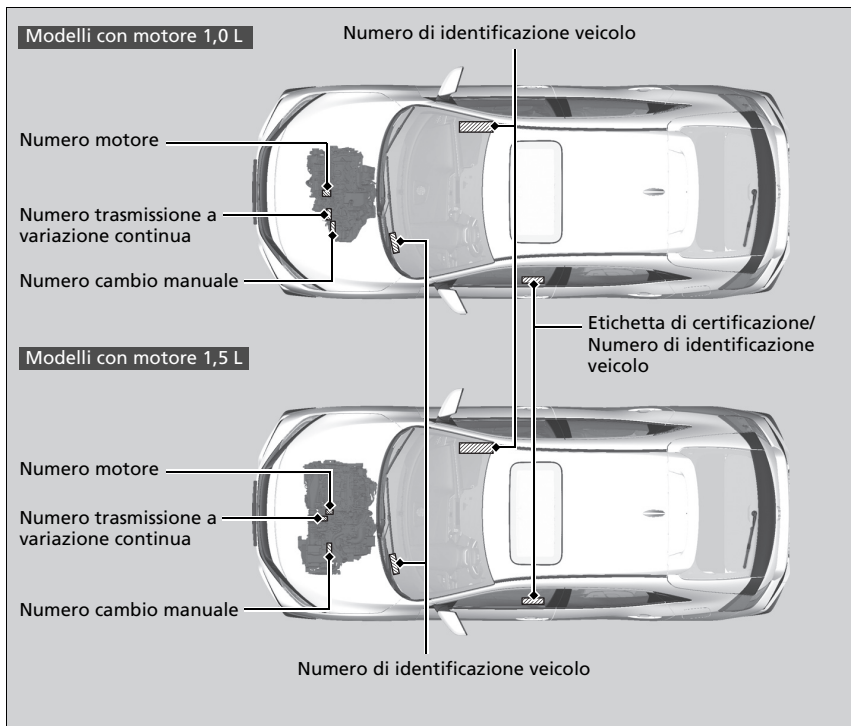 Modelli con motore 1,0 L
Numero di identificazione veicolo
Numero motore
Numero trasmissione a
variazione continua
Numero cambio manuale
Etichetta di certificazione/
Numero di identificazione
veicolo
Modelli con motore 1,5 L
Numero motore
Numero trasmissione a
variazione continua
Numero cambio manuale
Numero di identificazione veicolo